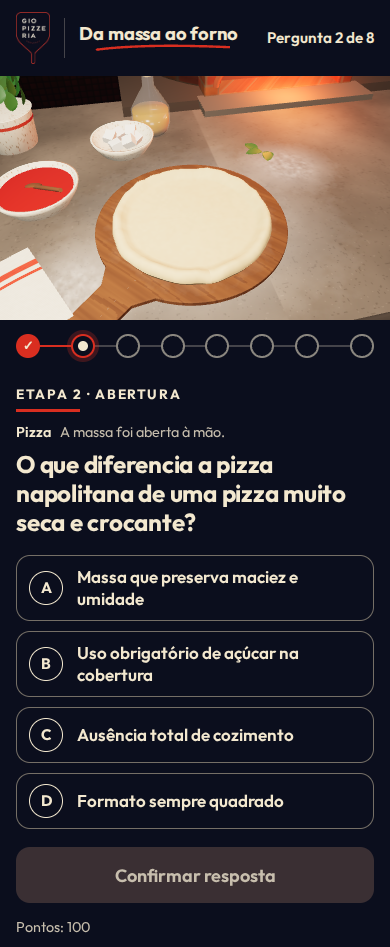 GIO
PIZZE
RIA
Da massa ao forno
Pergunta 2 de 8
ETAPA 2 · ABERTURA
Pizza A massa foi aberta à mão.
O que diferencia a pizza
napolitana de uma pizza muito
seca e crocante?
A Massa que preserva maciez e
umidade
B Uso obrigatório de açúcar na
cobertura
C Ausência total de cozimento
D Formato sempre quadrado
Confirmar resposta
Pontos: 100